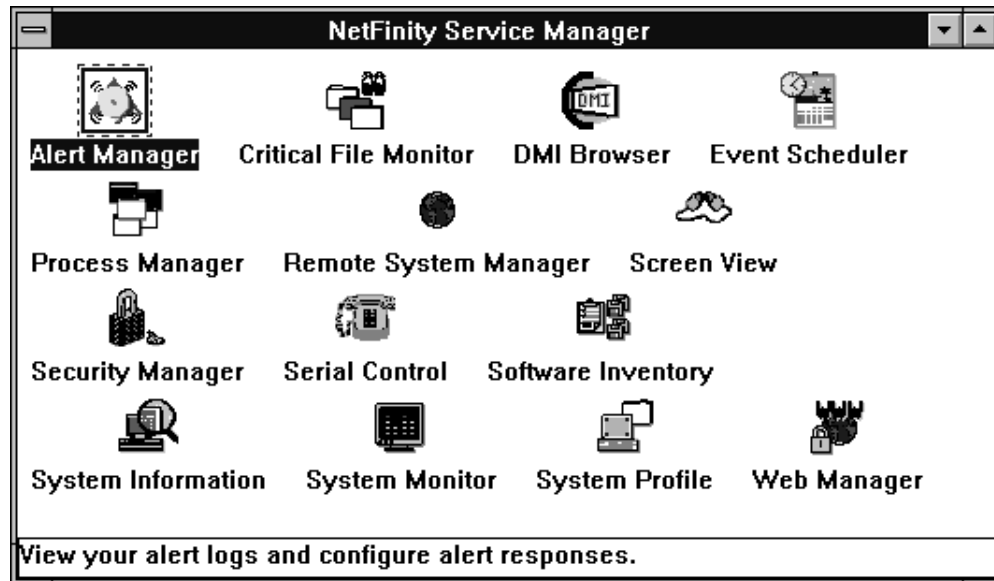 NetFinity Service Manager
DMI
Alert Manager Critical File Monitor DMI Browser Event Scheduler
Process Manager Remote System Manager Screen View
Security Manager Serial Control Software Inventory
WWW
System Information System Monitor System Profile Web Manager
View your alert logs and configure alert responses.